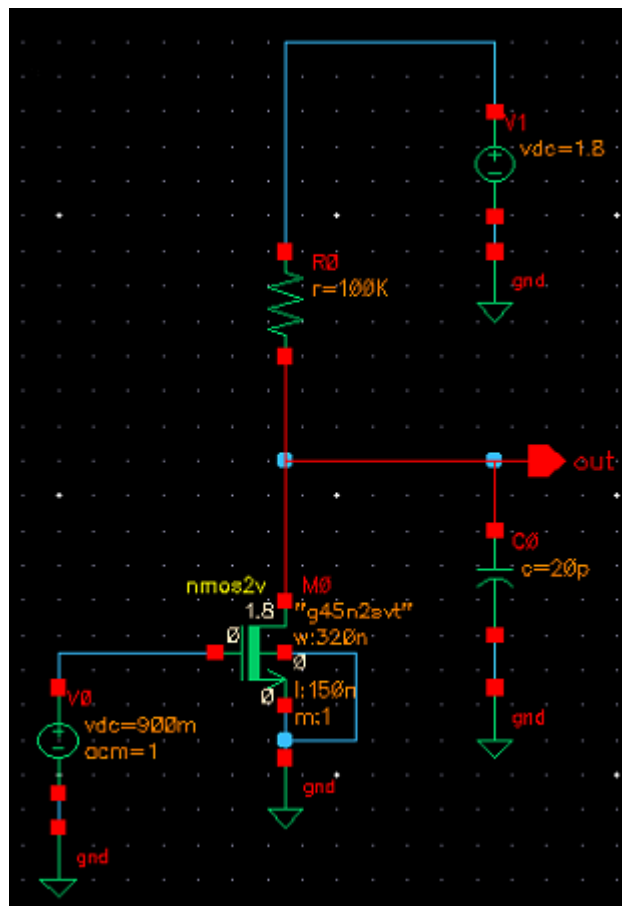 V1
vdc=1.8
gnd
R0
r=100K
out
C0
c=20p
gnd
nmos2v
M0
1.8
"g45n2svt"
0
w:320n
0
0
l:150n
m:1
gnd
V0
vdc=900m
acm=1
gnd